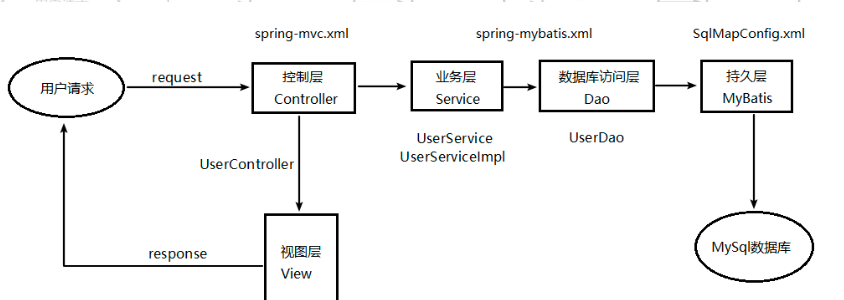 spring-mvc.xml
spring-mybatis.xml
SqlMapConfig.xml
用户请求
request
控制层
Controller
业务层
Service
数据库访问层
Dao
持久层
MyBatis
UserService
UserServiceImpl
UserDao
UserController
视图层
View
response
MySql数据库